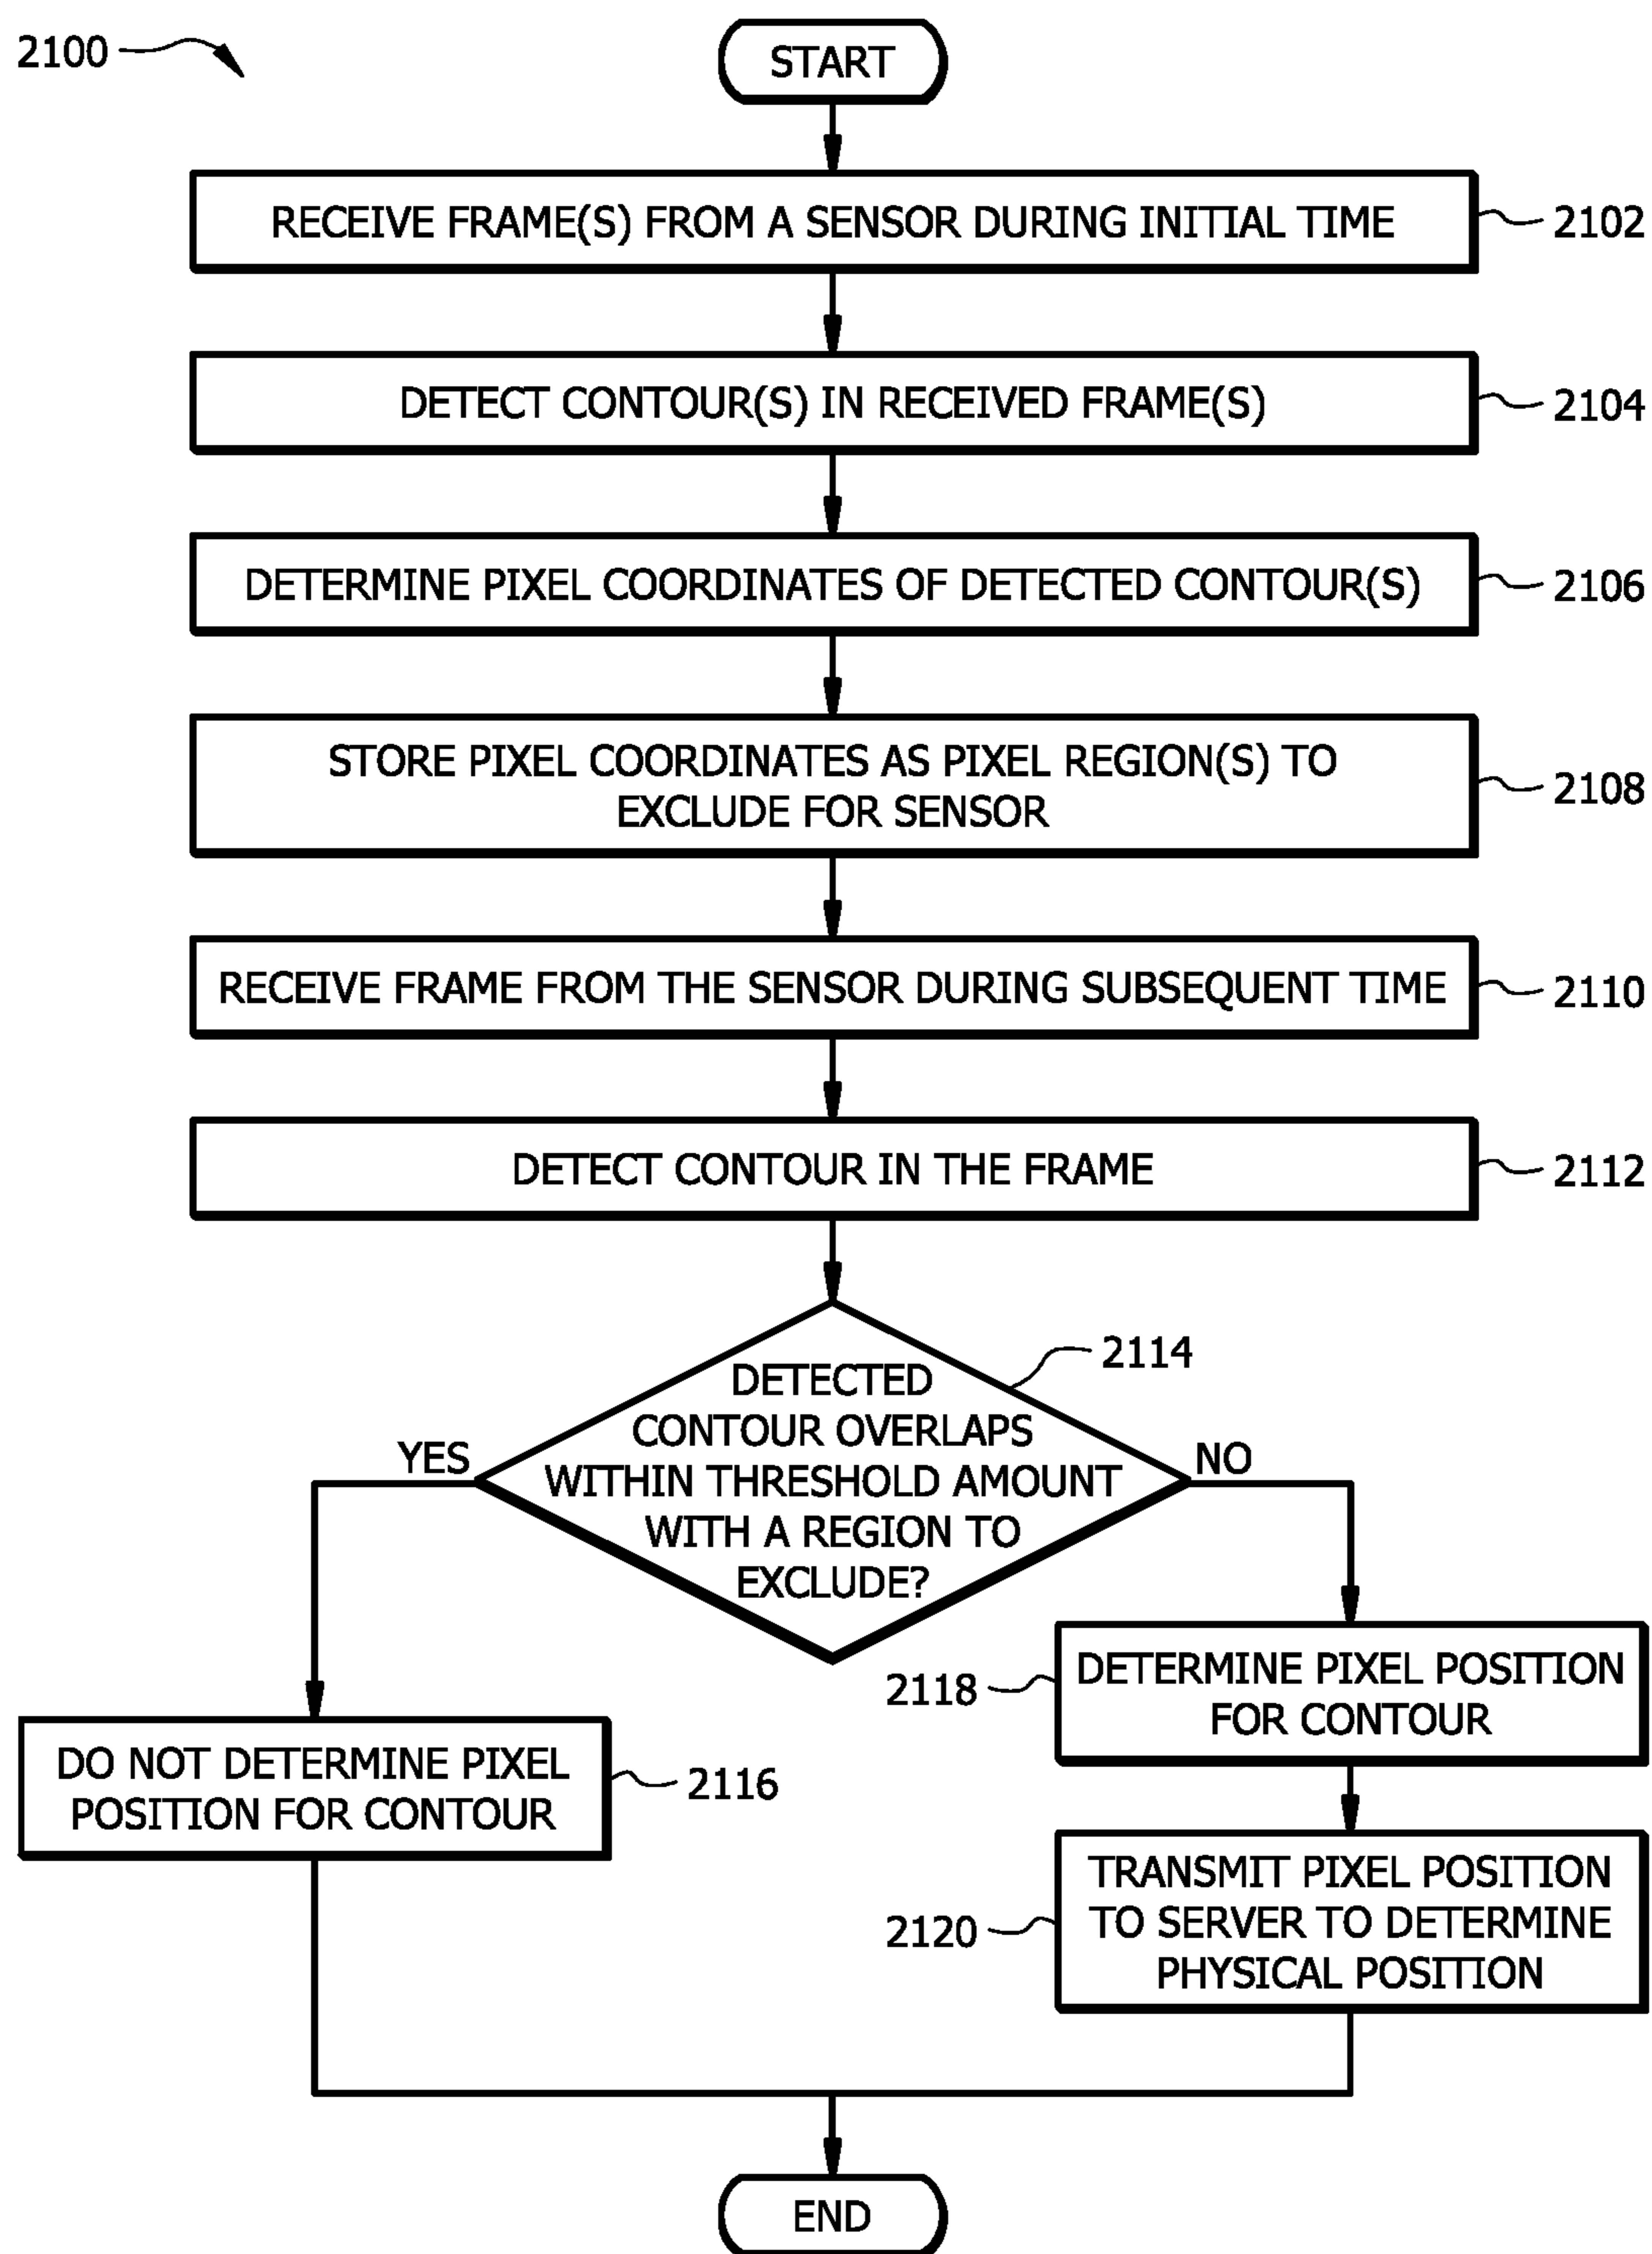 2100
START
RECEIVE FRAME(S) FROM A SENSOR DURING INITIAL TIME
2102
DETECT CONTOUR(S) IN RECEIVED FRAME(S)
2104
DETERMINE PIXEL COORDINATES OF DETECTED CONTOUR(S)
2106
STORE PIXEL COORDINATES AS PIXEL REGION(S) TO
EXCLUDE FOR SENSOR
2108
RECEIVE FRAME FROM THE SENSOR DURING SUBSEQUENT TIME
2110
DETECT CONTOUR IN THE FRAME
2112
DETECTED
CONTOUR OVERLAPS
WITHIN THRESHOLD AMOUNT
WITH A REGION TO
EXCLUDE?
2114
YES
NO
DO NOT DETERMINE PIXEL
POSITION FOR CONTOUR
2116
DETERMINE PIXEL POSITION
FOR CONTOUR
2118
TRANSMIT PIXEL POSITION
TO SERVER TO DETERMINE
PHYSICAL POSITION
2120
END